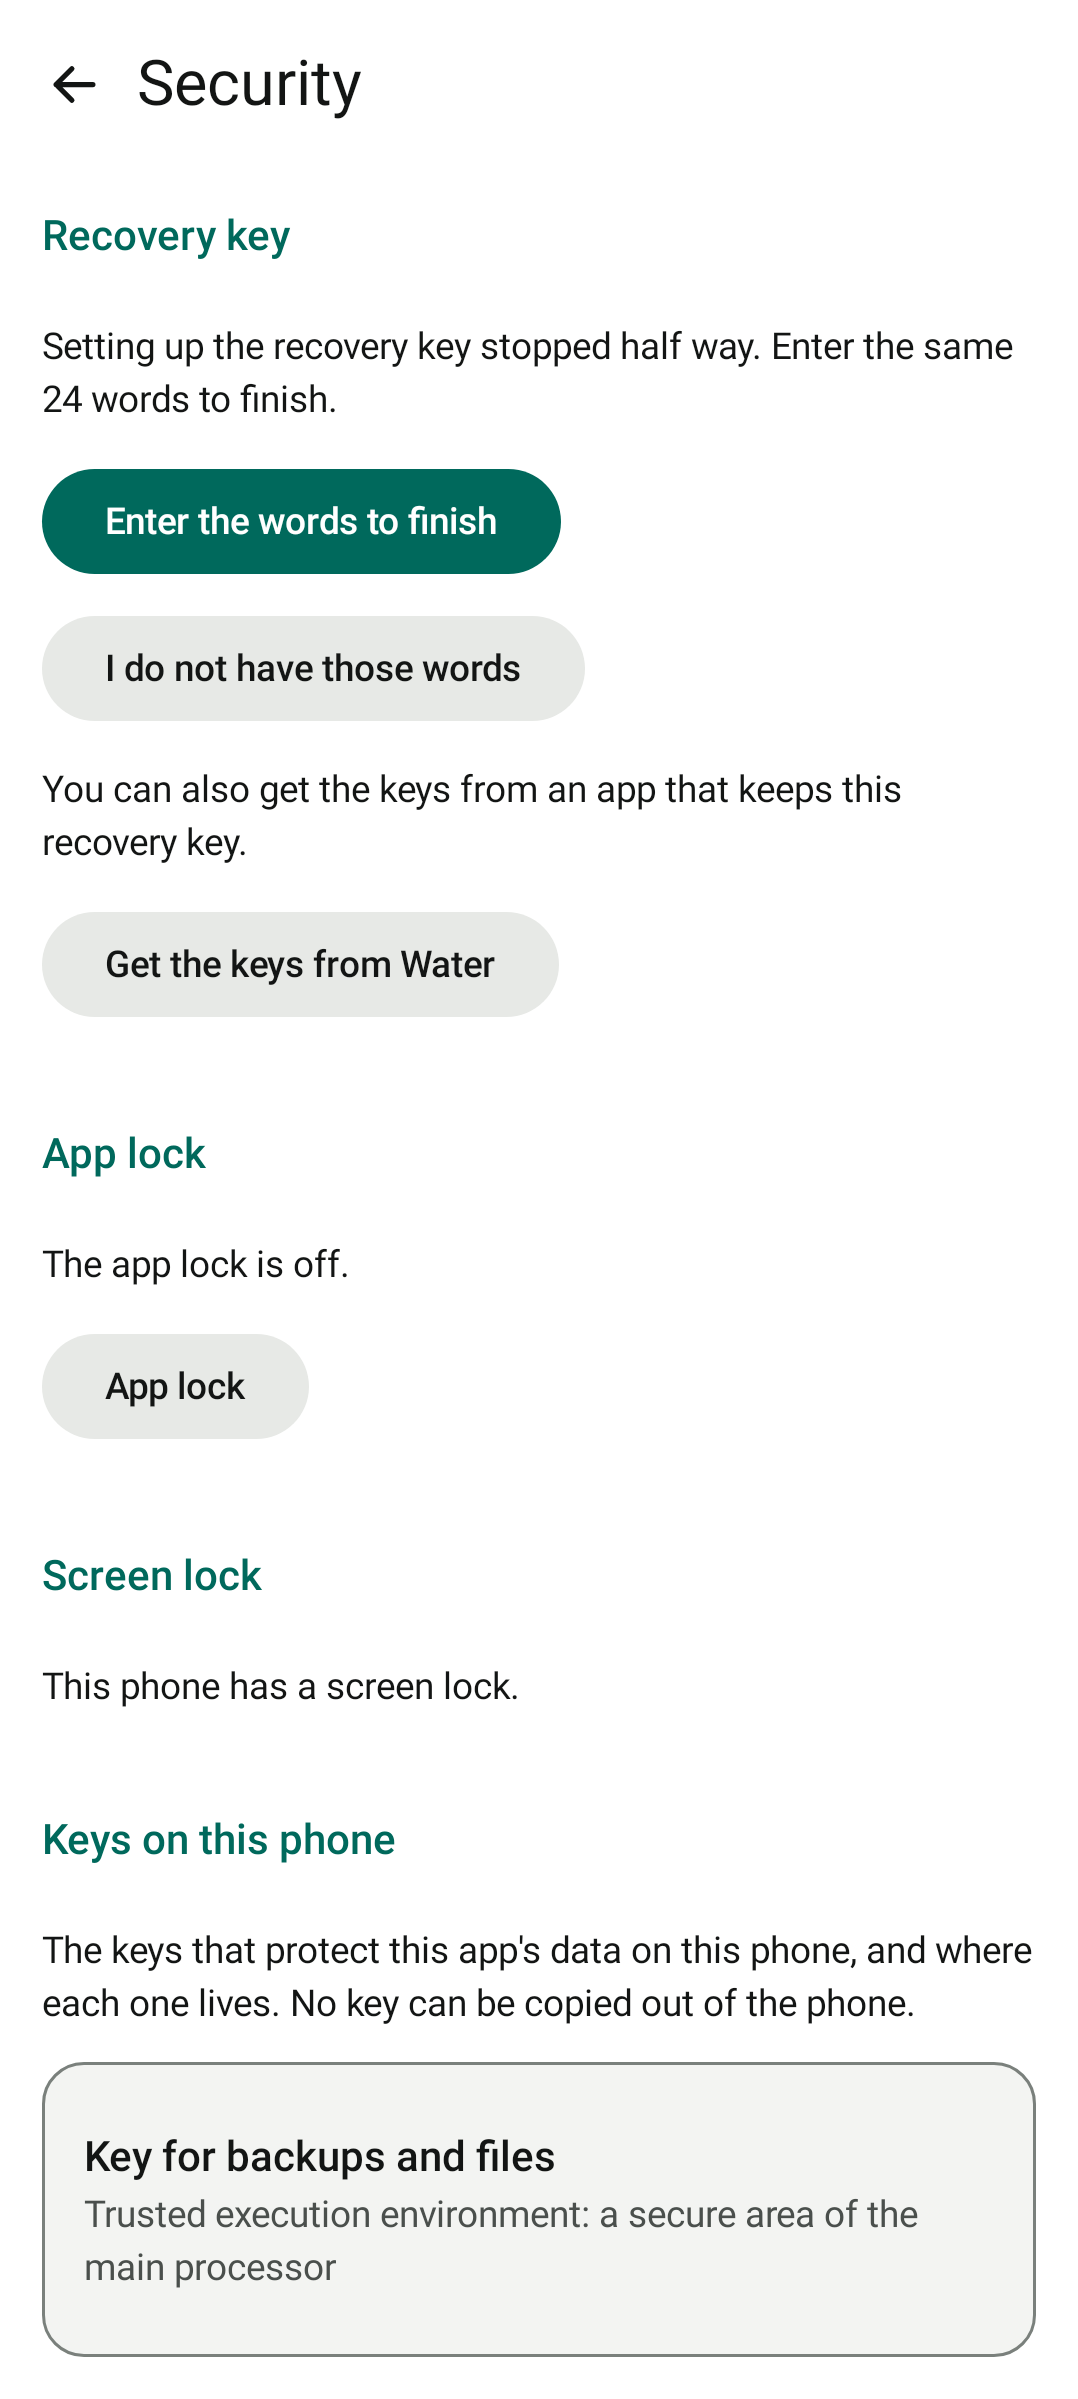 Security
Recovery key
Setting up the recovery key stopped half way. Enter the same
24 words to finish.
Enter the words to finish
I do not have those words
You can also get the keys from an app that keeps this
recovery key.
Get the keys from Water
App lock
The app lock is off.
App lock
Screen lock
This phone has a screen lock.
Keys on this phone
The keys that protect this app's data on this phone, and where
each one lives. No key can be copied out of the phone.
Key for backups and files
Trusted execution environment: a secure area of the
main processor